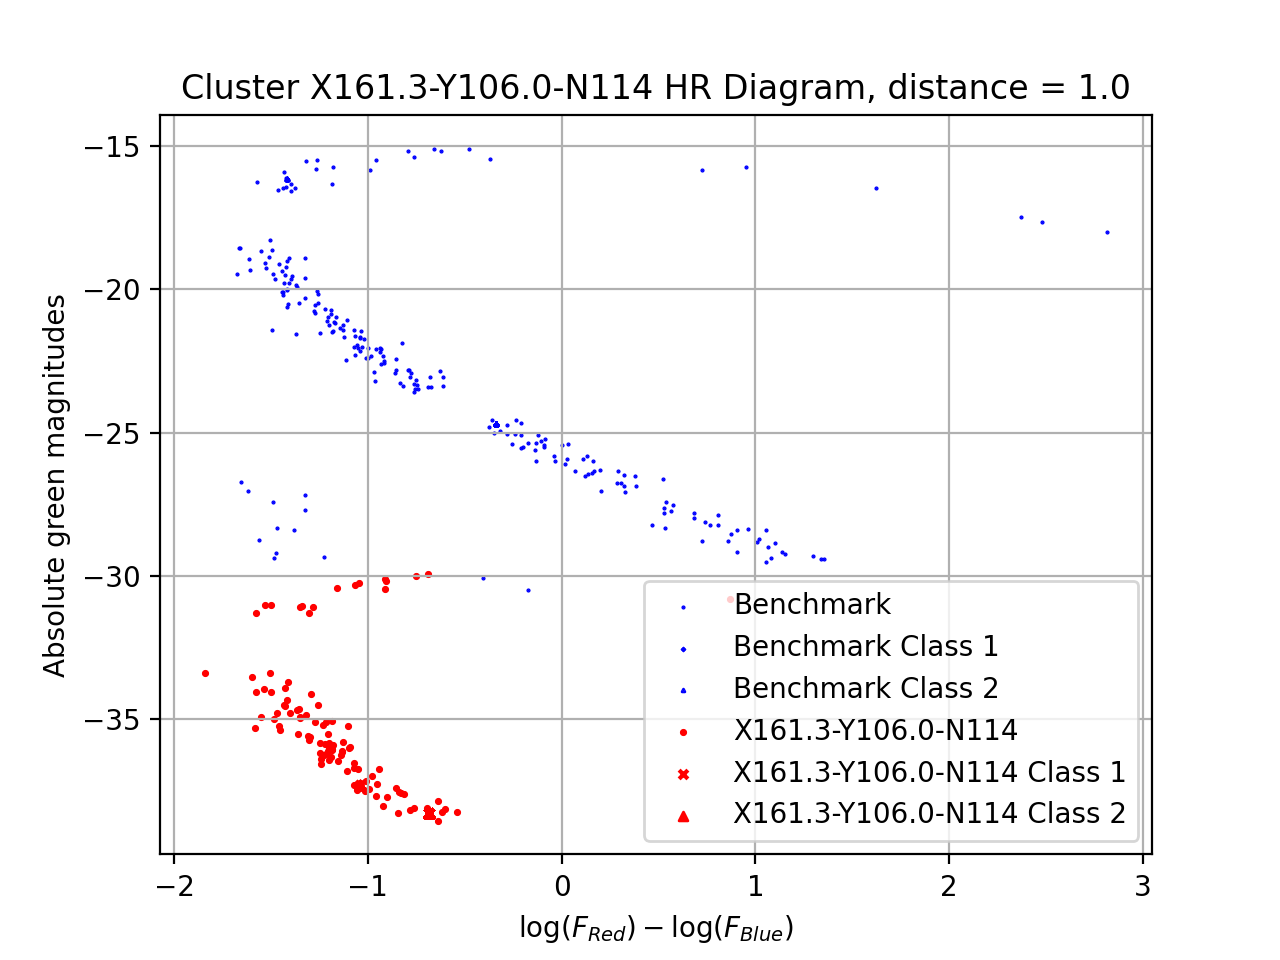 Cluster X161.3-Y106.0-N114 HR Diagram, distance = 1.0
Absolute green magnitudes
−15
−20
−25
−30
−35
Benchmark
Benchmark Class 1
Benchmark Class 2
X161.3-Y106.0-N114
X161.3-Y106.0-N114 Class 1
X161.3-Y106.0-N114 Class 2
−2 −1 0 1 2 3
log(F_Red) − log(F_Blue)